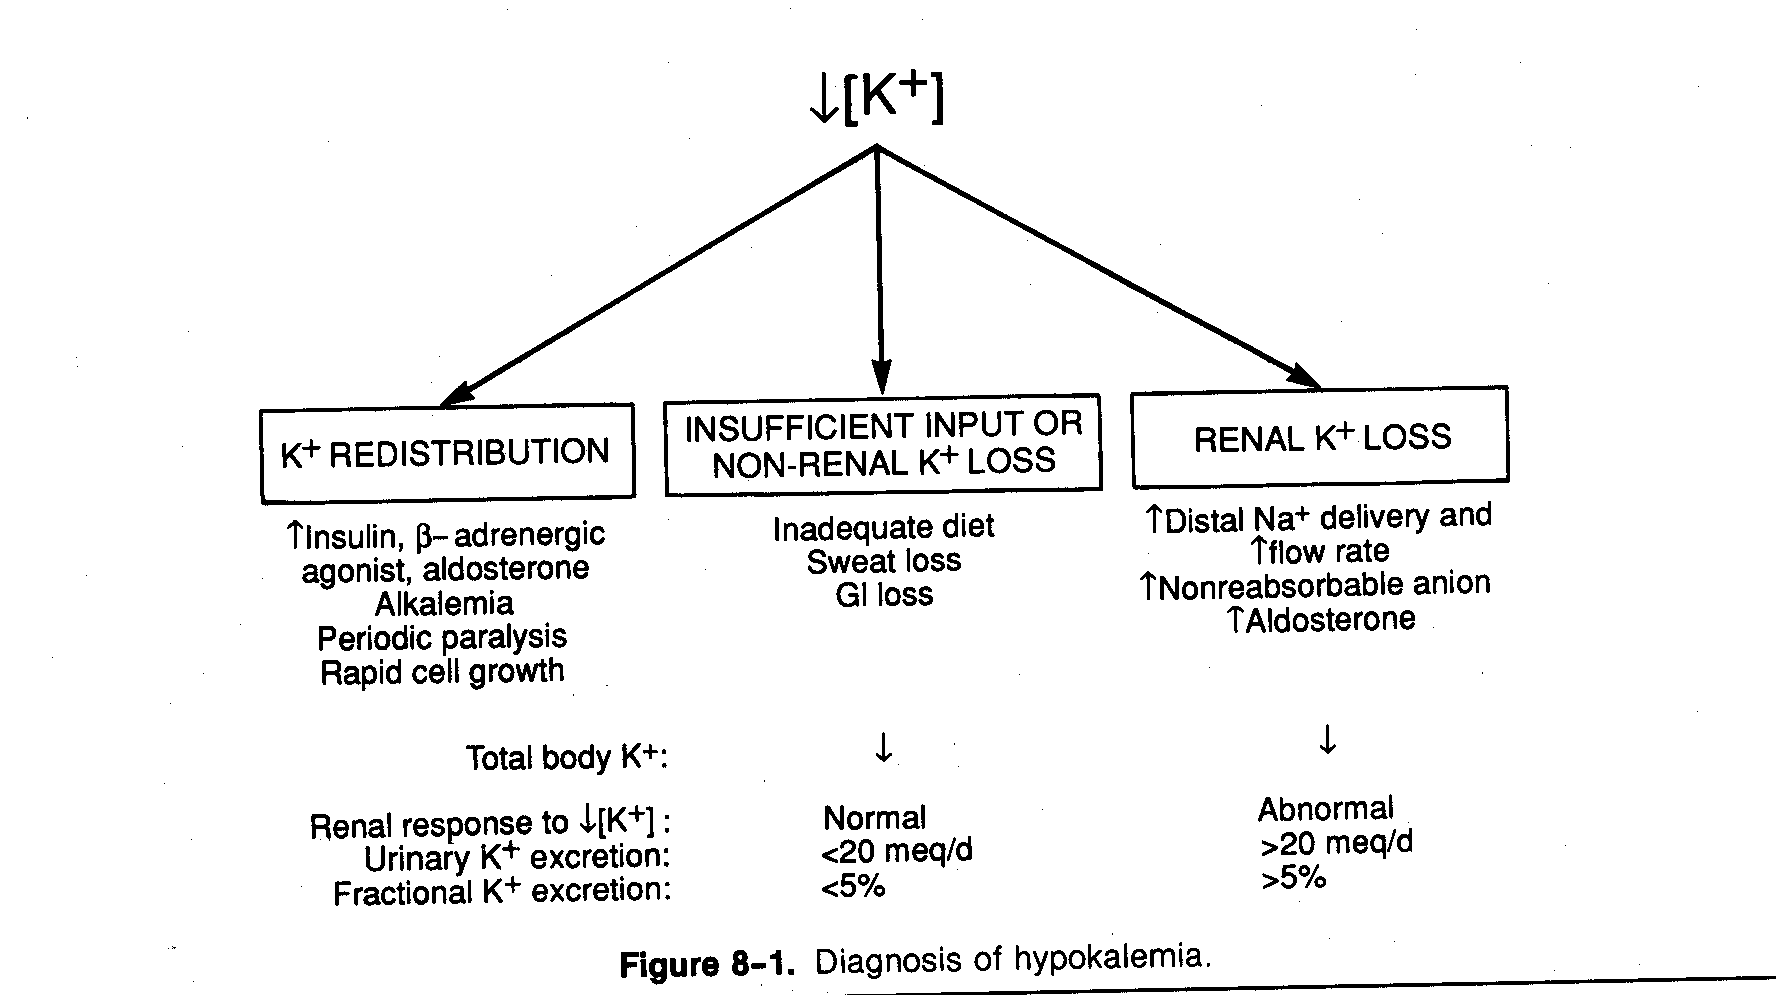 ↓[K+]
K+ REDISTRIBUTION
↑Insulin, β-adrenergic
agonist, aldosterone
Alkalemia
Periodic paralysis
Rapid cell growth
INSUFFICIENT INPUT OR
NON-RENAL K+ LOSS
Inadequate diet
Sweat loss
GI loss
RENAL K+ LOSS
↑Distal Na+ delivery and
↑flow rate
↑Nonreabsorbable anion
↑Aldosterone
Total body K+: ↓ ↓
Renal response to ↓[K+]: Normal Abnormal
Urinary K+ excretion: <20 meq/d >20 meq/d
Fractional K+ excretion: <5% >5%
Figure 8-1. Diagnosis of hypokalemia.